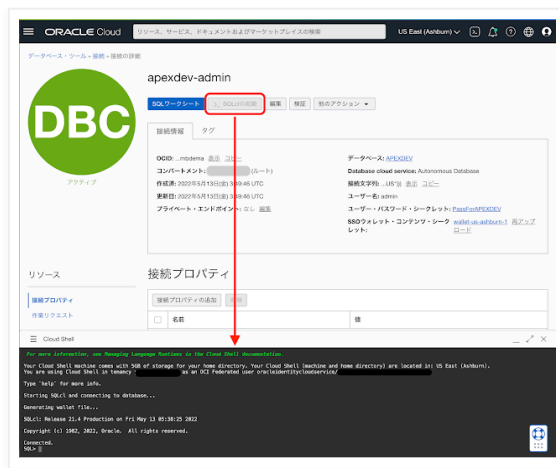 ORACLE Cloud
リソース、サービス、ドキュメントおよびマーケットプレイスの検索
US East (Ashburn)
データベース・ツール » 接続 » 接続の詳細
DBC
アクティブ
apexdev-admin
SQLワークシート
SQLclの起動
編集
検証
他のアクション
接続情報
タグ
OCID: ...mbdema 表示 コピー
コンパートメント: (ルート)
作成済: 2022年5月13日(金) 3:49:46 UTC
更新日: 2022年5月13日(金) 3:49:46 UTC
プライベート・エンドポイント: なし 編集
データベース: APEXDEV
Database cloud service: Autonomous Database
接続文字列: ...US")) 表示 コピー
ユーザー名: admin
ユーザー・パスワード・シークレット: PassForAPEXDEV
SSOウォレット・コンテンツ・シークレット: wallet-us-ashburn-1 再アップロード
リソース
接続プロパティ
作業リクエスト
接続プロパティ
接続プロパティの追加
名前
値
Cloud Shell
For more information, see Managing Language Runtimes in the Cloud Shell documentation.
Your Cloud Shell machine comes with 5GB of storage for your home directory. Your Cloud Shell (machine and home directory) are located in: US East (Ashburn).
You are using Cloud Shell in tenancy as an OCI Federated user oracleidentitycloudservice/
Type `help` for more info.
Starting SQLcl and connecting to database...
Generating wallet file...
SQLcl: Release 21.4 Production on Fri May 13 05:38:25 2022
Copyright (c) 1982, 2022, Oracle. All rights reserved.
Connected.
SQL>